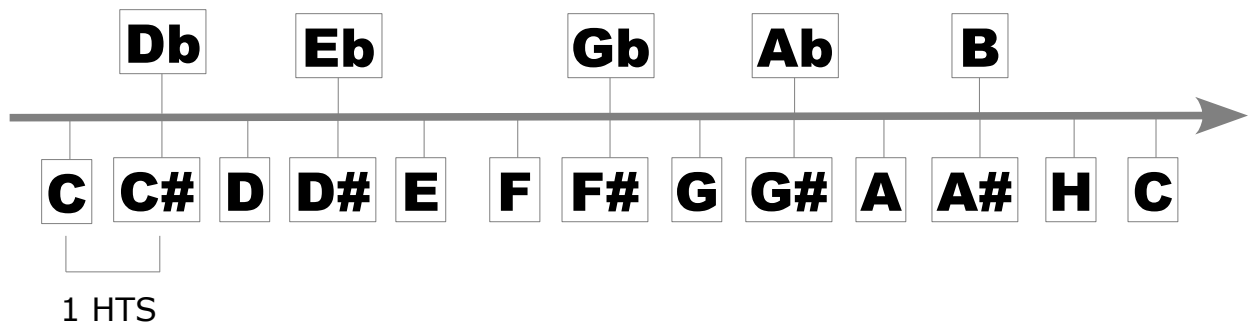 Db Eb Gb Ab B
C C# D D# E F F# G G# A A# H C
1 HTS